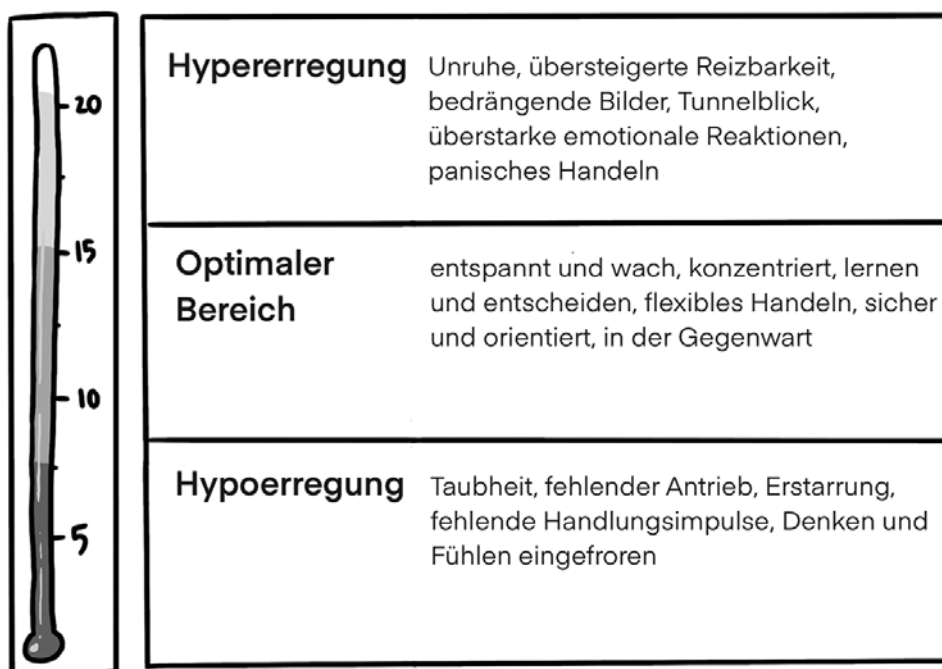 20
15
10
5
Hypererregung
Unruhe, übersteigerte Reizbarkeit,
bedrängende Bilder, Tunnelblick,
überstarke emotionale Reaktionen,
panisches Handeln
Optimaler
Bereich
entspannt und wach, konzentriert, lernen
und entscheiden, flexibles Handeln, sicher
und orientiert, in der Gegenwart
Hypoerregung
Taubheit, fehlender Antrieb, Erstarrung,
fehlende Handlungsimpulse, Denken und
Fühlen eingefroren